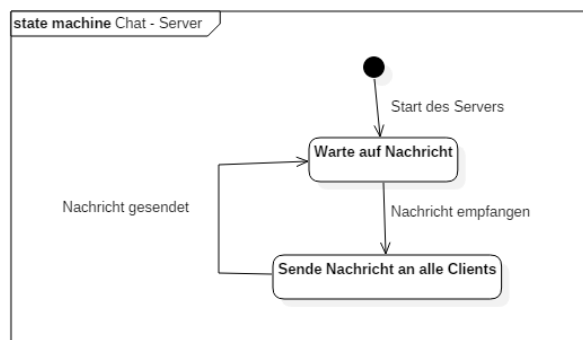 state machine Chat - Server
Start des Servers
Warte auf Nachricht
Nachricht gesendet
Nachricht empfangen
Sende Nachricht an alle Clients